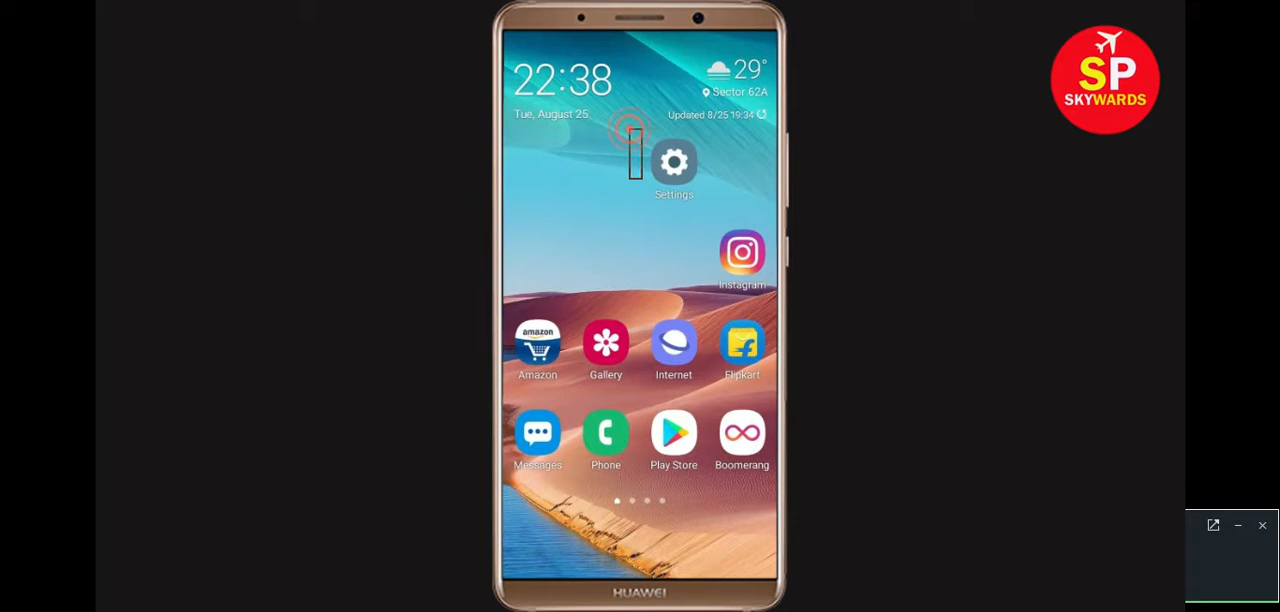 22:38
29°
Sector 62A
Tue, August 25
Updated 8/25 19:34
SP
SKYWARDS
Settings
Instagram
amazon
Amazon
Gallery
Internet
Flipkart
Messages
Phone
Play Store
Boomerang
HUAWEI